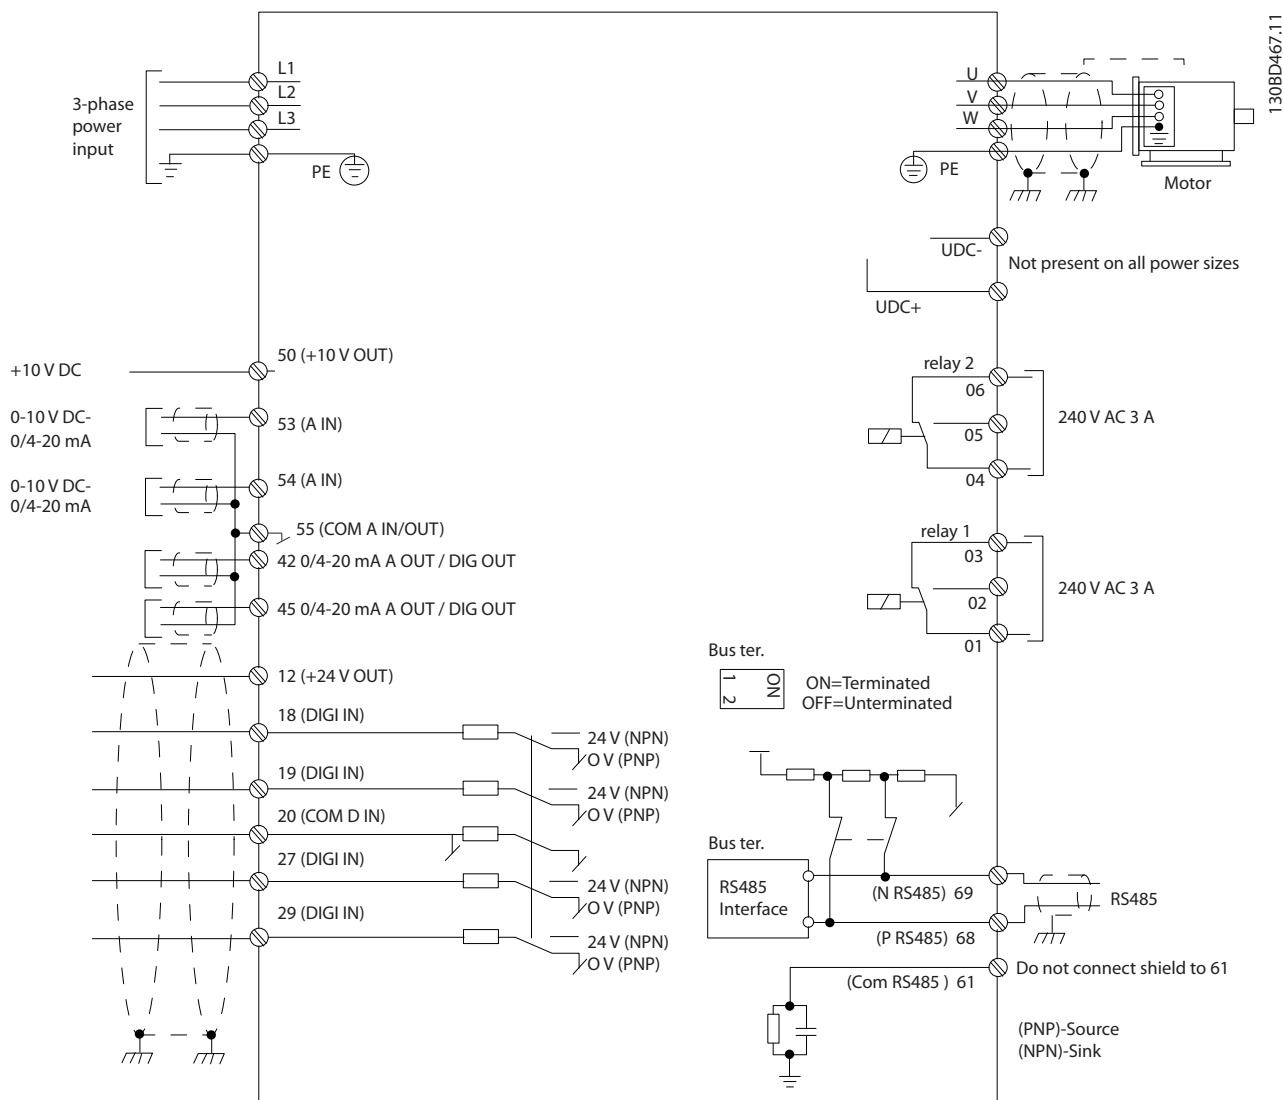 130BD467.11
3-phase
power
input
L1
L2
L3
PE
U
V
W
PE
Motor
UDC-
Not present on all power sizes
UDC+
+10 V DC
50 (+10 V OUT)
0-10 V DC-
0/4-20 mA
53 (A IN)
0-10 V DC-
0/4-20 mA
54 (A IN)
55 (COM A IN/OUT)
42 0/4-20 mA A OUT / DIG OUT
45 0/4-20 mA A OUT / DIG OUT
12 (+24 V OUT)
18 (DIGI IN)
24 V (NPN)
O V (PNP)
19 (DIGI IN)
24 V (NPN)
O V (PNP)
20 (COM D IN)
27 (DIGI IN)
24 V (NPN)
O V (PNP)
29 (DIGI IN)
24 V (NPN)
O V (PNP)
relay 2
06
05
04
240 V AC 3 A
relay 1
03
02
01
240 V AC 3 A
Bus ter.
1
2
ON
ON=Terminated
OFF=Unterminated
Bus ter.
RS485
Interface
(N RS485) 69
RS485
(P RS485) 68
(Com RS485 ) 61
Do not connect shield to 61
(PNP)-Source
(NPN)-Sink